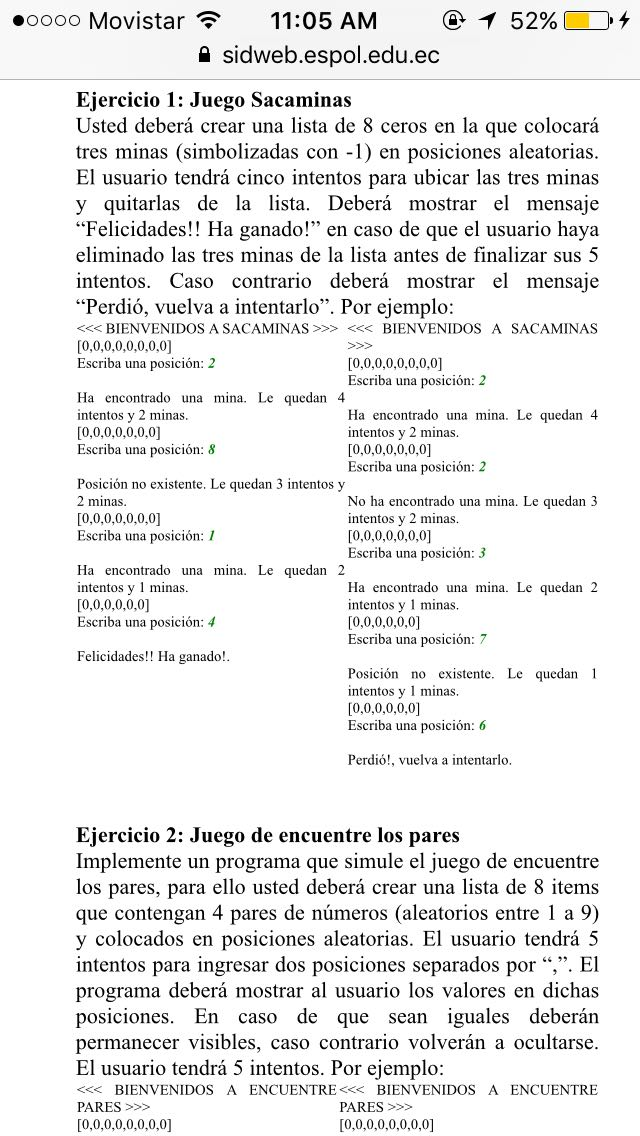 Movistar 11:05 AM 52%
sidweb.espol.edu.ec
Ejercicio 1: Juego Sacaminas
Usted deberá crear una lista de 8 ceros en la que colocará
tres minas (simbolizadas con -1) en posiciones aleatorias.
El usuario tendrá cinco intentos para ubicar las tres minas
y quitarlas de la lista. Deberá mostrar el mensaje
“Felicidades!! Ha ganado!” en caso de que el usuario haya
eliminado las tres minas de la lista antes de finalizar sus 5
intentos. Caso contrario deberá mostrar el mensaje
“Perdió, vuelva a intentarlo”. Por ejemplo:
<<< BIENVENIDOS A SACAMINAS >>>
[0,0,0,0,0,0,0,0]
Escriba una posición: 2
Ha encontrado una mina. Le quedan 4
intentos y 2 minas.
[0,0,0,0,0,0,0]
Escriba una posición: 8
Posición no existente. Le quedan 3 intentos y
2 minas.
[0,0,0,0,0,0,0]
Escriba una posición: 1
Ha encontrado una mina. Le quedan 2
intentos y 1 minas.
[0,0,0,0,0,0]
Escriba una posición: 4
Felicidades!! Ha ganado!.
<<< BIENVENIDOS A SACAMINAS
>>>
[0,0,0,0,0,0,0,0]
Escriba una posición: 2
Ha encontrado una mina. Le quedan 4
intentos y 2 minas.
[0,0,0,0,0,0,0]
Escriba una posición: 2
No ha encontrado una mina. Le quedan 3
intentos y 2 minas.
[0,0,0,0,0,0,0]
Escriba una posición: 3
Ha encontrado una mina. Le quedan 2
intentos y 1 minas.
[0,0,0,0,0,0]
Escriba una posición: 7
Posición no existente. Le quedan 1
intentos y 1 minas.
[0,0,0,0,0,0]
Escriba una posición: 6
Perdió!, vuelva a intentarlo.
Ejercicio 2: Juego de encuentre los pares
Implemente un programa que simule el juego de encuentre
los pares, para ello usted deberá crear una lista de 8 items
que contengan 4 pares de números (aleatorios entre 1 a 9)
y colocados en posiciones aleatorias. El usuario tendrá 5
intentos para ingresar dos posiciones separados por “,”. El
programa deberá mostrar al usuario los valores en dichas
posiciones. En caso de que sean iguales deberán
permanecer visibles, caso contrario volverán a ocultarse.
El usuario tendrá 5 intentos. Por ejemplo:
<<< BIENVENIDOS A ENCUENTRE
PARES >>>
[0,0,0,0,0,0,0,0]
<<< BIENVENIDOS A ENCUENTRE
PARES >>>
[0,0,0,0,0,0,0,0]